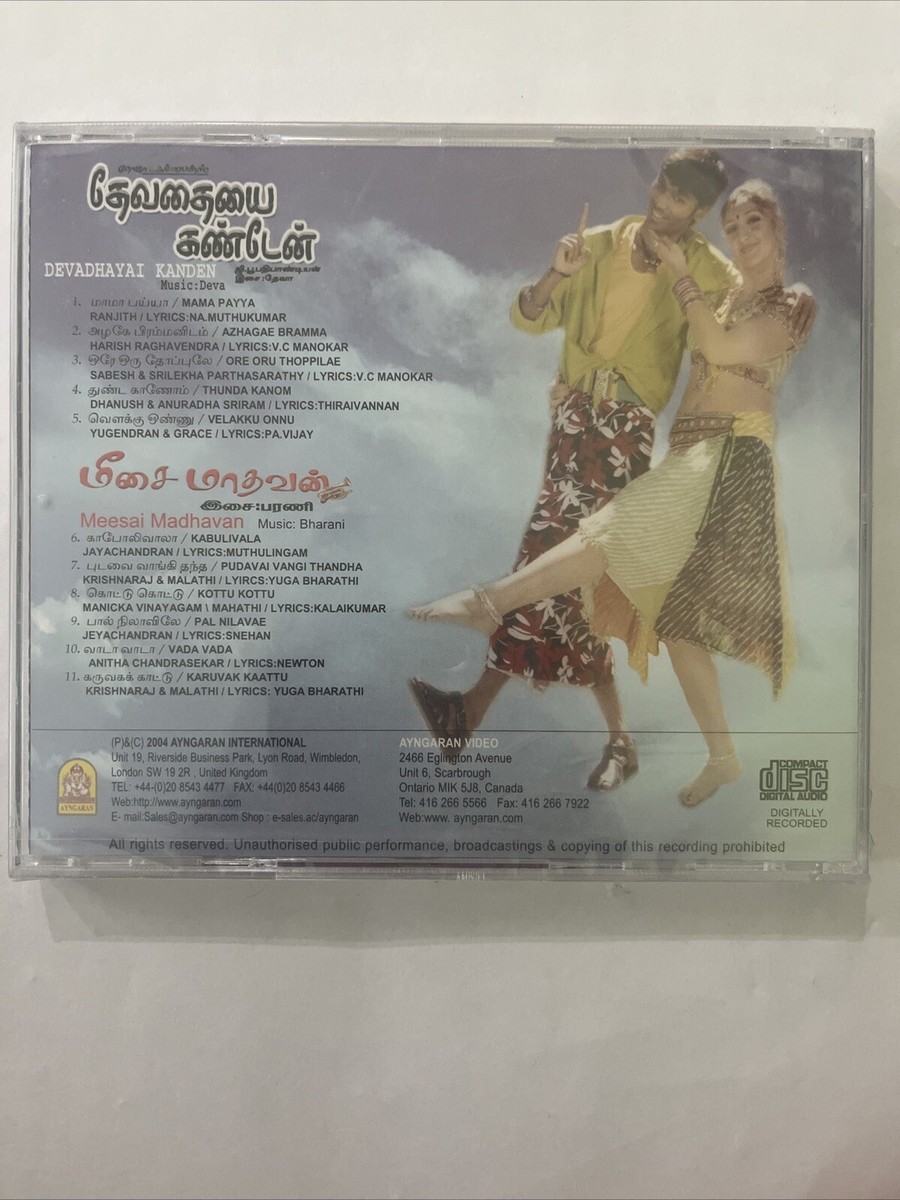 தேவதையை
கண்டேன்
DEVADHAYAI KANDEN
ஜி.பூபதிபாண்டியன்
Music:Deva
இசை:தேவா
1. மாமா பய்யா / MAMA PAYYA
RANJITH / LYRICS:NA.MUTHUKUMAR
2. அழகே பிரம்மனிடம் / AZHAGAE BRAMMA
HARISH RAGHAVENDRA / LYRICS:V.C MANOKAR
3. ஒரே ஒரு தோப்புலே / ORE ORU THOPPILAE
SABESH & SRILEKHA PARTHASARATHY / LYRICS:V.C MANOKAR
4. துண்ட காணோம் / THUNDA KANOM
DHANUSH & ANURADHA SRIRAM / LYRICS:THIRAIVANNAN
5. வெளக்கு ஒண்ணு / VELAKKU ONNU
YUGENDRAN & GRACE / LYRICS:PA.VIJAY
மீசை மாதவன்
இசை:பரணி
Meesai Madhavan Music: Bharani
6. காபோலிவாலா / KABULIVALA
JAYACHANDRAN / LYRICS:MUTHULINGAM
7. புடவை வாங்கி தந்த / PUDAVAI VANGI THANDHA
KRISHNARAJ & MALATHI / LYIRCS:YUGA BHARATHI
8. கொட்டு கொட்டு / KOTTU KOTTU
MANICKA VINAYAGAM \ MAHATHI / LYRICS:KALAIKUMAR
9. பால் நிலாவிலே / PAL NILAVAE
JEYACHANDRAN / LYRICS:SNEHAN
10. வாடா வாடா / VADA VADA
ANITHA CHANDRASEKAR / LYRICS:NEWTON
11. கருவகக் காட்டு / KARUVAK KAATTU
KRISHNARAJ & MALATHI / LYRICS: YUGA BHARATHI
(P)&(C) 2004 AYNGARAN INTERNATIONAL
Unit 19, Riverside Business Park, Lyon Road, Wimbledon,
London SW 19 2R , United Kingdom
TEL: +44-(0)20 8543 4477 FAX: +44(0)20 8543 4466
Web:http://www.ayngaran.com
E- mail:Sales@ayngaran.com Shop : e-sales.ac/ayngaran
AYNGARAN
AYNGARAN VIDEO
2466 Eglington Avenue
Unit 6, Scarbrough
Ontario MIK 5J8, Canada
Tel: 416 266 5566 Fax: 416 266 7922
Web:www. ayngaran.com
COMPACT
disc
DIGITAL AUDIO
DIGITALLY
RECORDED
All rights reserved. Unauthorised public performance, broadcastings & copying of this recording prohibited